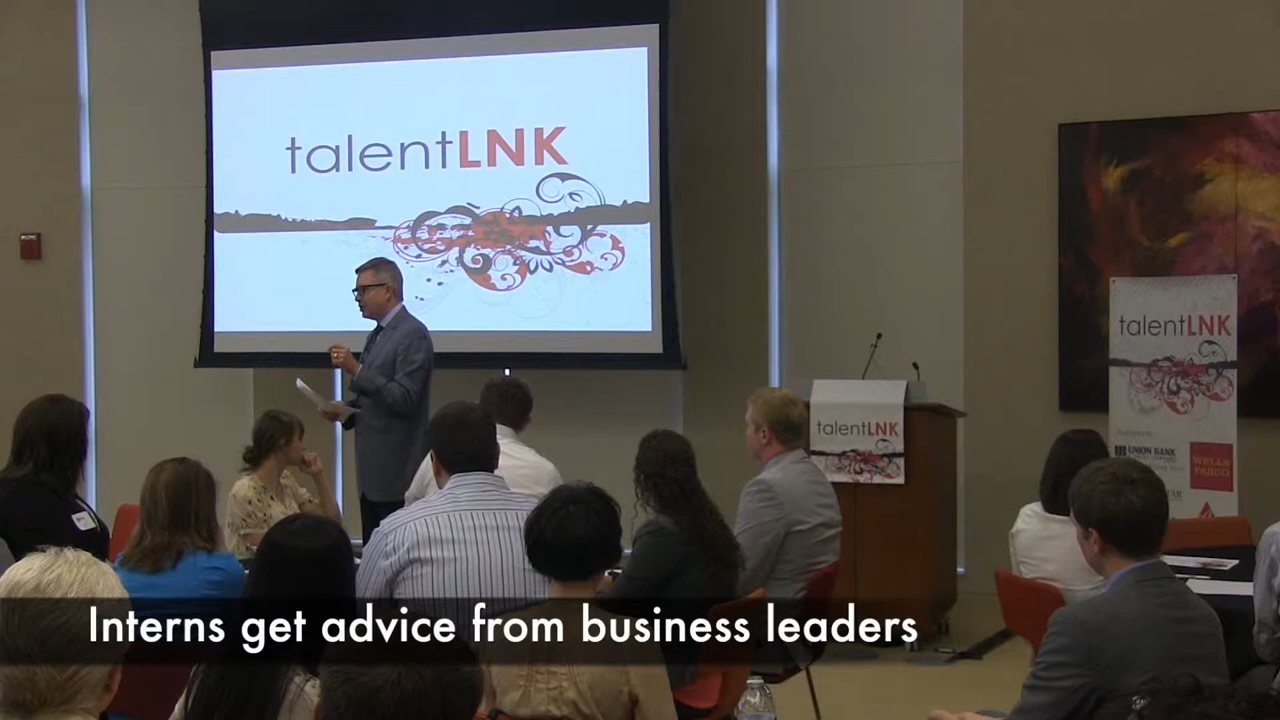 talentLNK
talentLNK
talentLNK
UNION BANK
WELLS
FARGO
Interns get advice from business leaders